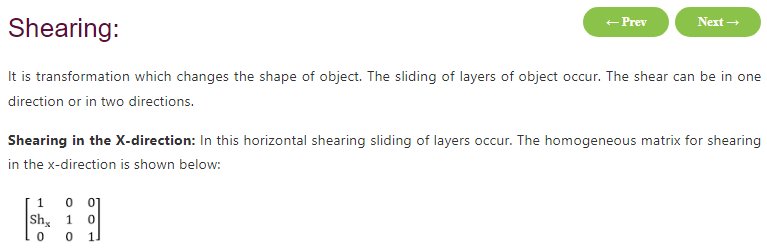 Shearing:
← Prev
Next →
It is transformation which changes the shape of object. The sliding of layers of object occur. The shear can be in one
direction or in two directions.
Shearing in the X-direction: In this horizontal shearing sliding of layers occur. The homogeneous matrix for shearing
in the x-direction is shown below:
1 0 0
Shx 1 0
0 0 1